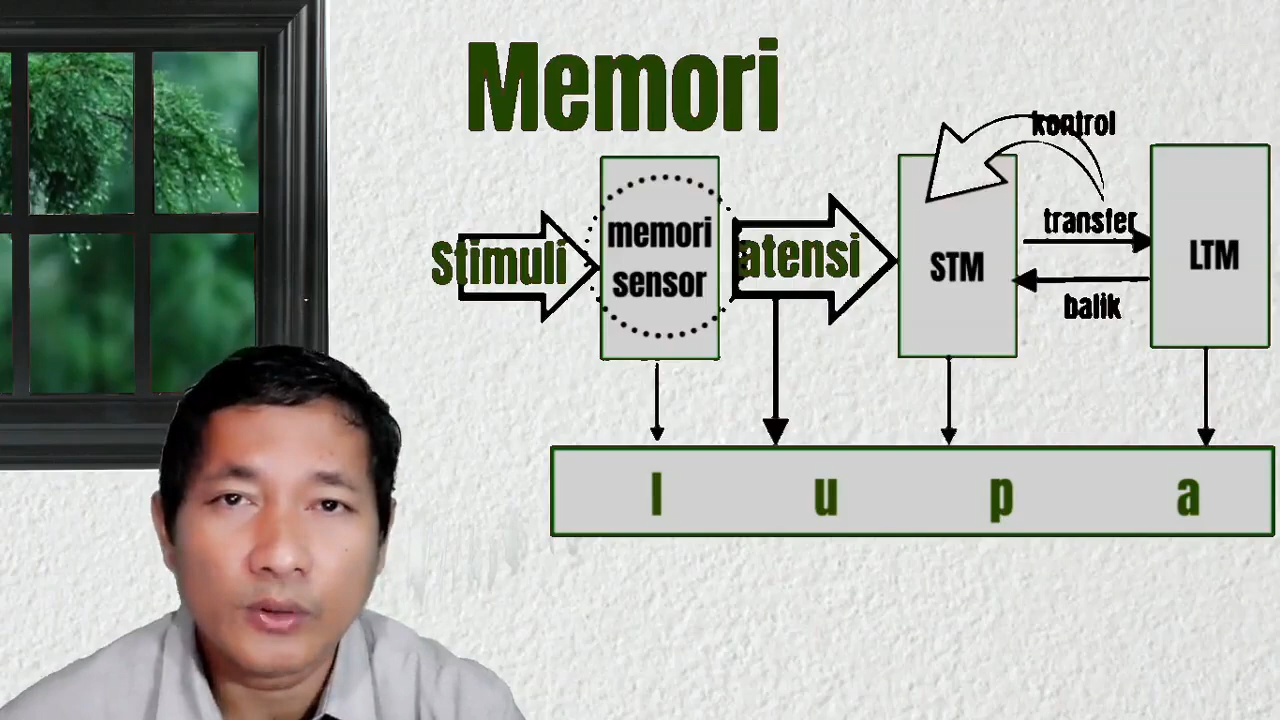 Memori
kontrol
Stimuli
memori
sensor
atensi
STM
transfer
balik
LTM
l u p a